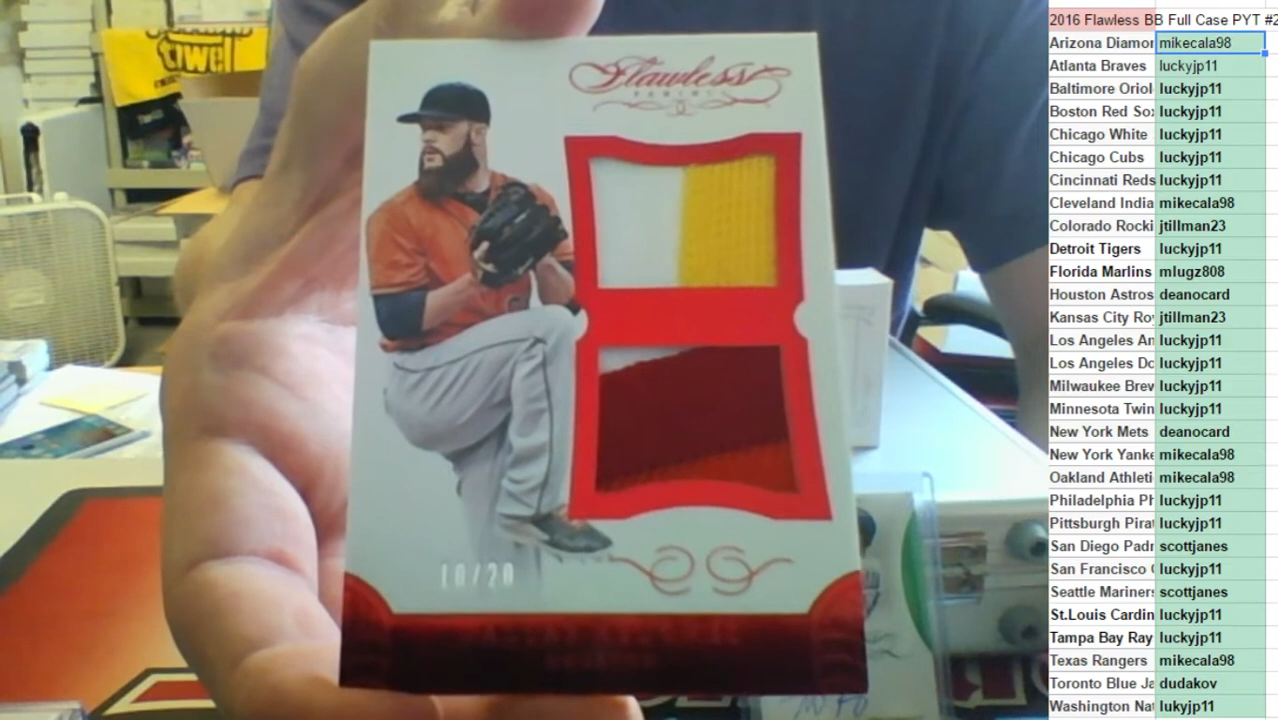 tiwel
Flawless
PANINI
10/20
2016 Flawless BB Full Case PYT #2
Arizona Diamor mikecala98
Atlanta Braves luckyjp11
Baltimore Oriol luckyjp11
Boston Red Sox luckyjp11
Chicago White luckyjp11
Chicago Cubs luckyjp11
Cincinnati Reds luckyjp11
Cleveland India mikecala98
Colorado Rocki jtillman23
Detroit Tigers luckyjp11
Florida Marlins mlugz808
Houston Astros deanocard
Kansas City Roy jtillman23
Los Angeles An luckyjp11
Los Angeles Do luckyjp11
Milwaukee Brew luckyjp11
Minnesota Twin luckyjp11
New York Mets deanocard
New York Yanke mikecala98
Oakland Athleti mikecala98
Philadelphia Ph luckyjp11
Pittsburgh Pirat luckyjp11
San Diego Padr scottjanes
San Francisco luckyjp11
Seattle Mariners scottjanes
St.Louis Cardin luckyjp11
Tampa Bay Ray luckyjp11
Texas Rangers mikecala98
Toronto Blue Ja dudakov
Washington Nat lukyjp11